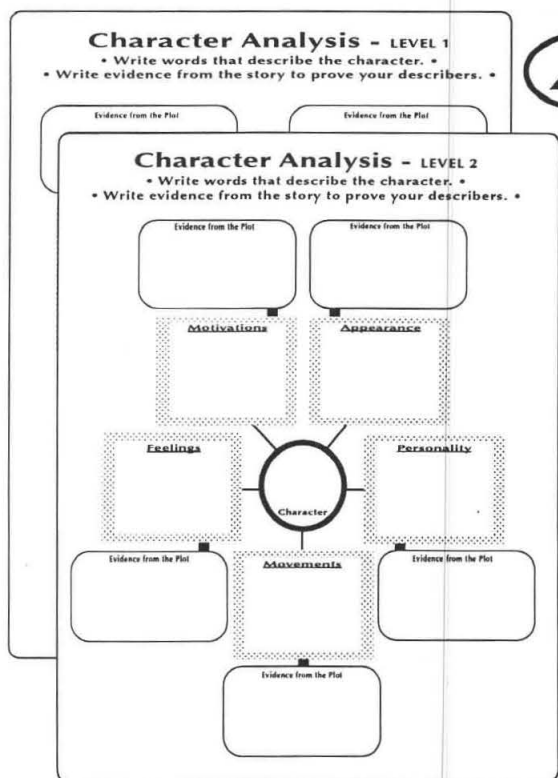 Character Analysis - LEVEL 1
• Write words that describe the character. •
• Write evidence from the story to prove your describers. •
Evidence from the Plot
Evidence from the Plot
Character Analysis - LEVEL 2
• Write words that describe the character. •
• Write evidence from the story to prove your describers. •
Evidence from the Plot
Evidence from the Plot
Motivations
Appearance
Feelings
Personality
Character
Evidence from the Plot
Movements
Evidence from the Plot
Evidence from the Plot